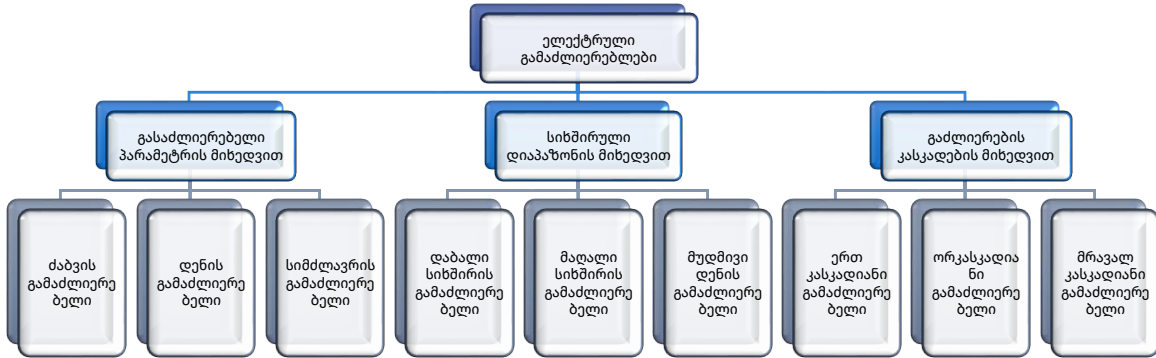 ელექტრული
გამაძლიერებლები
გასაძლიერებელი
პარამეტრის მიხედვით
სიხშირული
დიაპაზონის მიხედვით
გაძლიერების
კასკადების მიხედვით
ძაბვის
გამაძლიერე
ბელი
დენის
გამაძლიერე
ბელი
სიმძლავრის
გამაძლიერე
ბელი
დაბალი
სიხშირის
გამაძლიერე
ბელი
მაღალი
სიხშირის
გამაძლიერე
ბელი
მუდმივი
დენის
გამაძლიერე
ბელი
ერთ
კასკადიანი
გამაძლიერე
ბელი
ორკასკადია
ნი
გამაძლიერე
ბელი
მრავალ
კასკადიანი
გამაძლიერე
ბელი